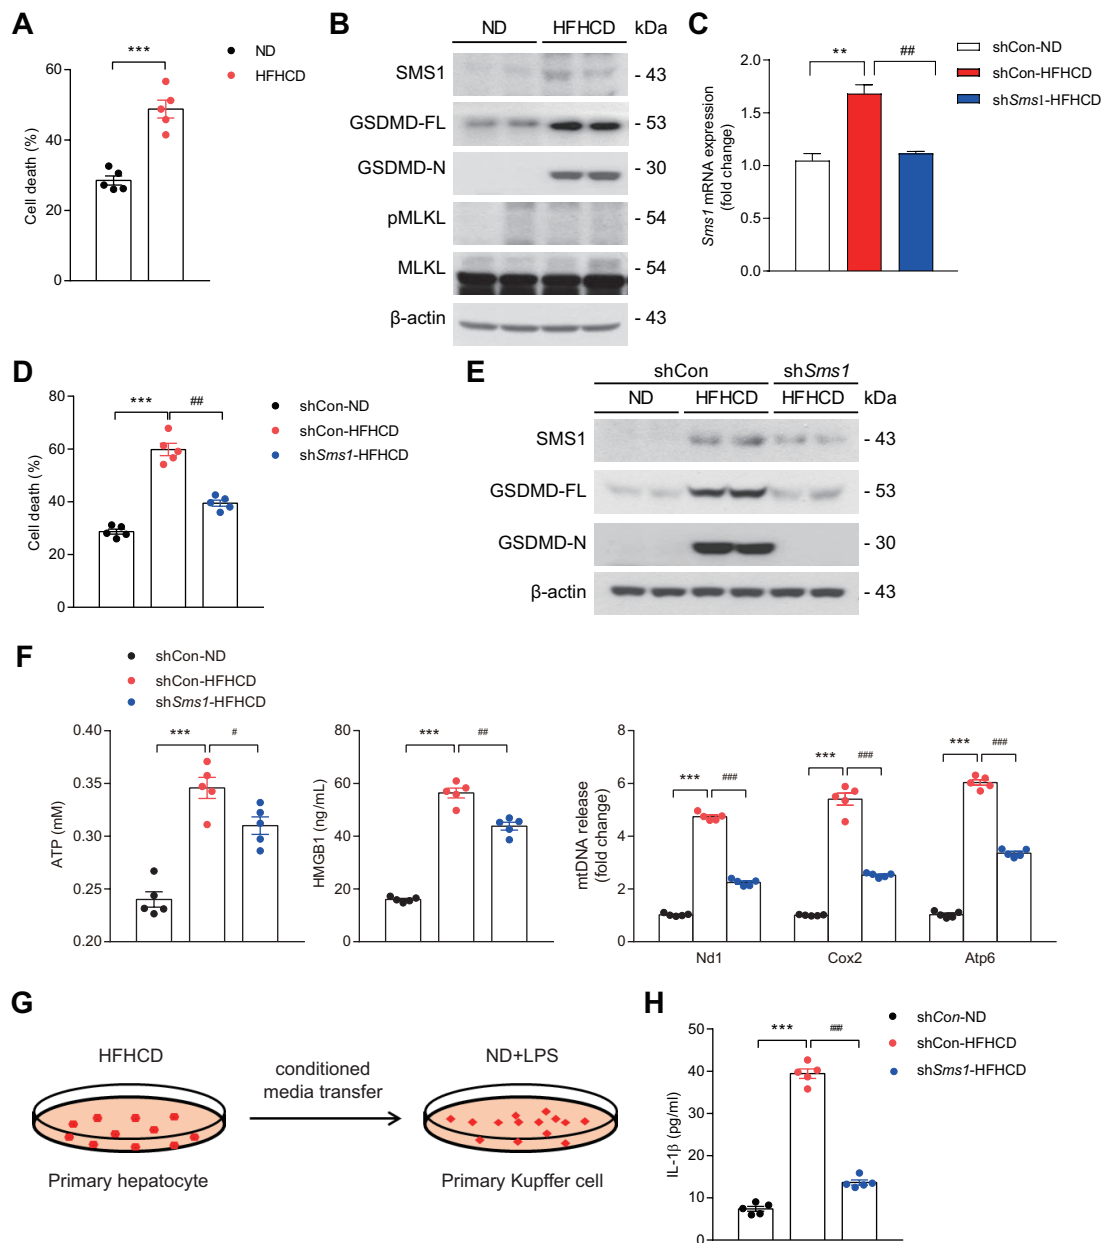 A
***
ND
HFHCD
60
40
20
0
Cell death (%)
B
ND HFHCD kDa
SMS1 - 43
GSDMD-FL - 53
GSDMD-N - 30
pMLKL - 54
MLKL - 54
β-actin - 43
C
shCon-ND
shCon-HFHCD
shSms1-HFHCD
** ##
2.0
1.5
1.0
0.5
0.0
Sms1 mRNA expression
(fold change)
D
*** ##
shCon-ND
shCon-HFHCD
shSms1-HFHCD
80
60
40
20
0
Cell death (%)
E
shCon shSms1
ND HFHCD HFHCD kDa
SMS1 - 43
GSDMD-FL - 53
GSDMD-N - 30
β-actin - 43
F
shCon-ND
shCon-HFHCD
shSms1-HFHCD
*** #
0.40
0.35
0.30
0.25
0.20
ATP (mM)
*** ##
80
60
40
20
0
HMGB1 (ng/mL)
*** ### *** ### *** ###
8
6
4
2
0
mtDNA release
(fold change)
Nd1 Cox2 Atp6
G
HFHCD
conditioned
media transfer
ND+LPS
Primary hepatocyte
Primary Kupffer cell
H
shCon-ND
shCon-HFHCD
shSms1-HFHCD
*** ###
50
40
30
20
10
0
IL-1β (pg/ml)